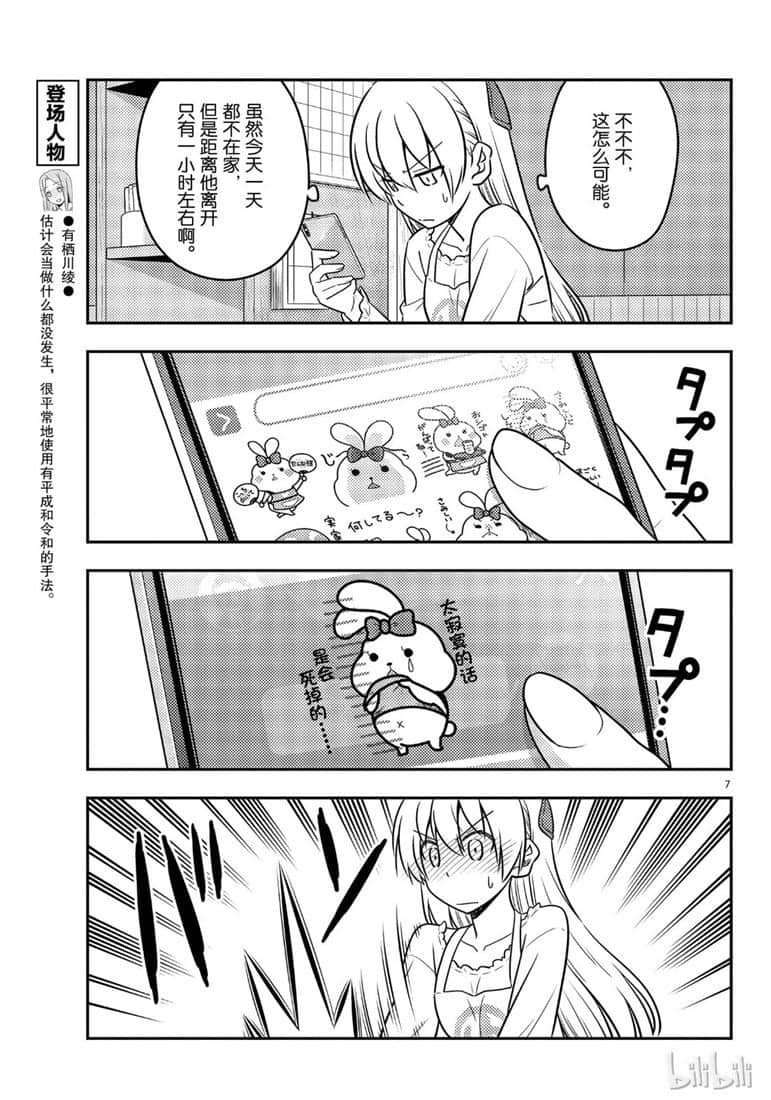 不不不，
这怎么可能。
虽然今天一天
都不在家，
但是距离他离开
只有一小时左右啊。
登场人物
●有栖川绫●
估计会当做什么都没发生，很平常地使用有平成和令和的手法。
タプタプ
じー
何してる〜〜？
タプ…
太寂寞的话
是会
死掉的……
7
bilibili